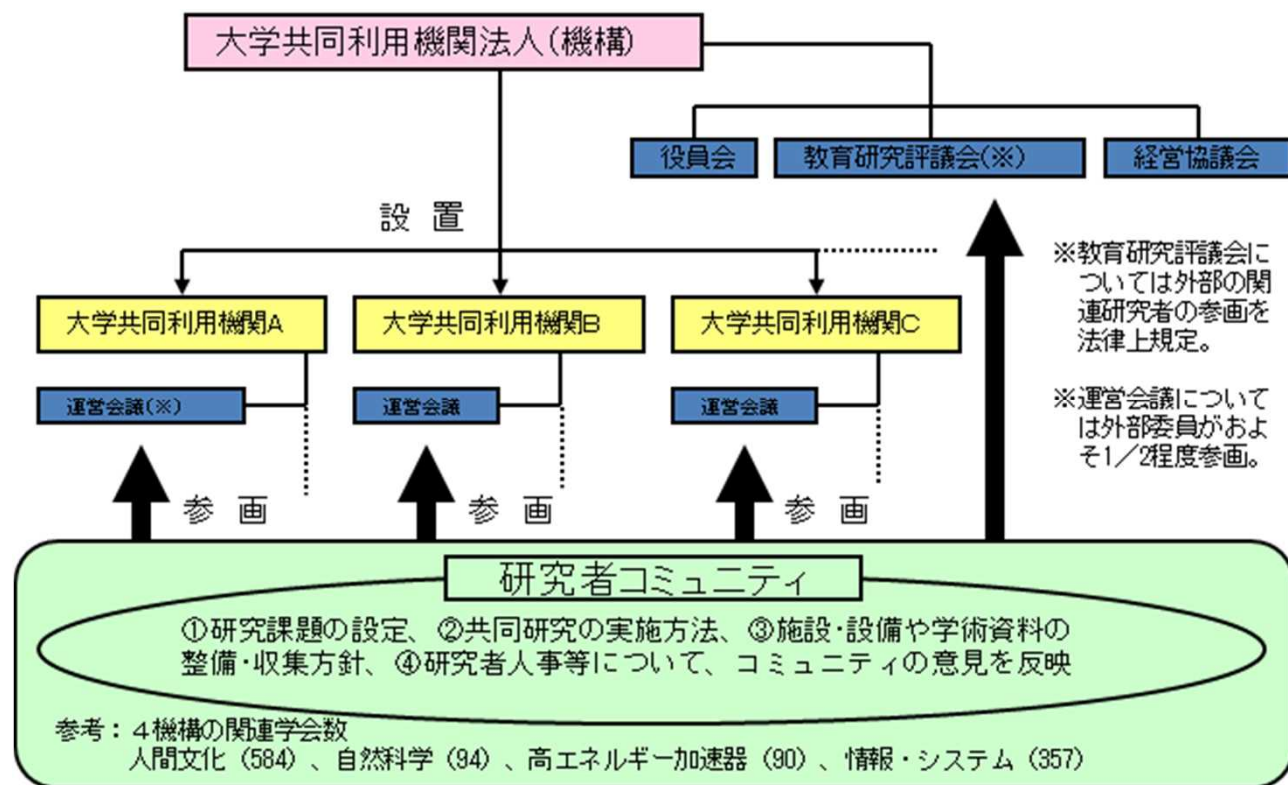 大学共同利用機関法人(機構)
役員会
教育研究評議会(※)
経営協議会
設 置
大学共同利用機関A
大学共同利用機関B
大学共同利用機関C
運営会議(※)
運営会議
運営会議
※教育研究評議会に
ついては外部の関
連研究者の参画を
法律上規定。
※運営会議について
は外部委員がおよ
そ1/2程度参画。
参 画
参 画
参 画
研究者コミュニティ
①研究課題の設定、②共同研究の実施方法、③施設・設備や学術資料の
整備・収集方針、④研究者人事等について、コミュニティの意見を反映
参考:4機構の関連学会数
人間文化(584)、自然科学(94)、高エネルギー加速器(90)、情報・システム(357)